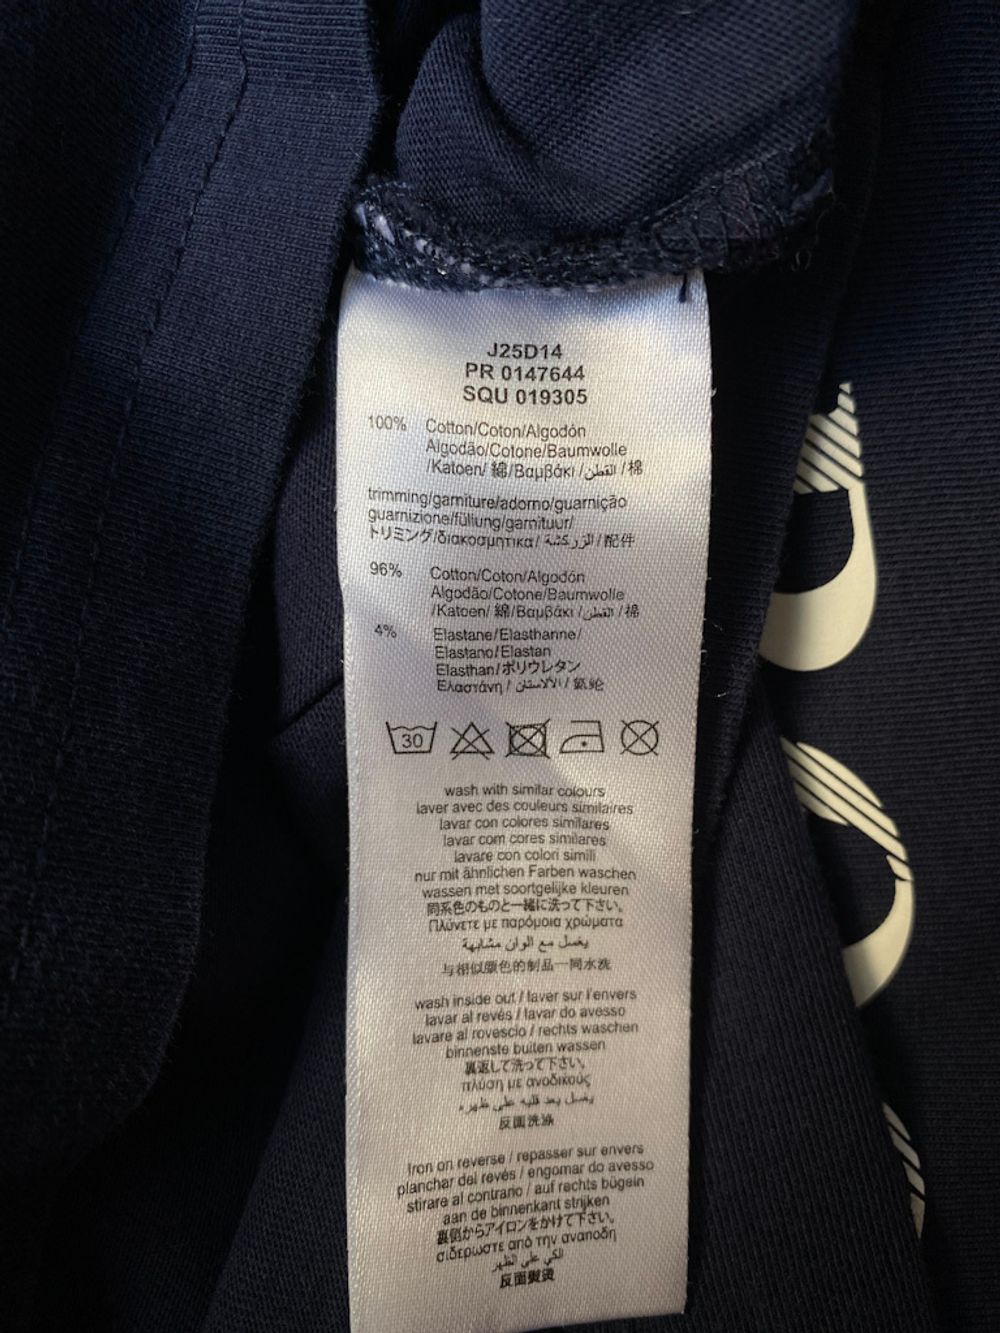 J25D14
PR 0147644
SQU 019305
100% Cotton/Coton/Algodón
Algodão/Cotone/Baumwolle
/Katoen/ 綿/Βαμβάκι /القطن /棉
trimming/garniture/adorno/guarnição
guarnizione/füllung/garnituur/
トリミング/διακοσμητικα/ الزركشة /配件
96% Cotton/Coton/Algodón
Algodão/Cotone/Baumwolle
/Katoen/ 綿/Βαμβάκι /القطن /棉
4% Elastane/Elasthanne/
Elastano/Elastan
Elasthan/ポリウレタン
Ελαστάνη / الألاستان / 氨纶
30
wash with similar colours
laver avec des couleurs similaires
lavar con colores similares
lavar com cores similares
lavare con colori simili
nur mit ähnlichen Farben waschen
wassen met soortgelijke kleuren
同系色のものと一緒に洗って下さい。
Πλύνετε με παρόμοια χρώματα
يغسل مع الوان مشابهة
与相似颜色的制品一同水洗
wash inside out / laver sur l'envers
lavar al revés / lavar do avesso
lavare al rovescio / rechts waschen
binnenste buiten wassen
裏返して洗って下さい。
πλύση με ανοδικούς
يغسل بعد قلبه على ظهره
反面洗涤
Iron on reverse / repasser sur envers
planchar del revés / engomar do avesso
stirare al contrano / auf rechts bügeln
aan de binnenkant strijken
裏側からアイロンをかけて下さい。
σιδερώστε από την αναποδη
الكي على الظهر
反面熨烫